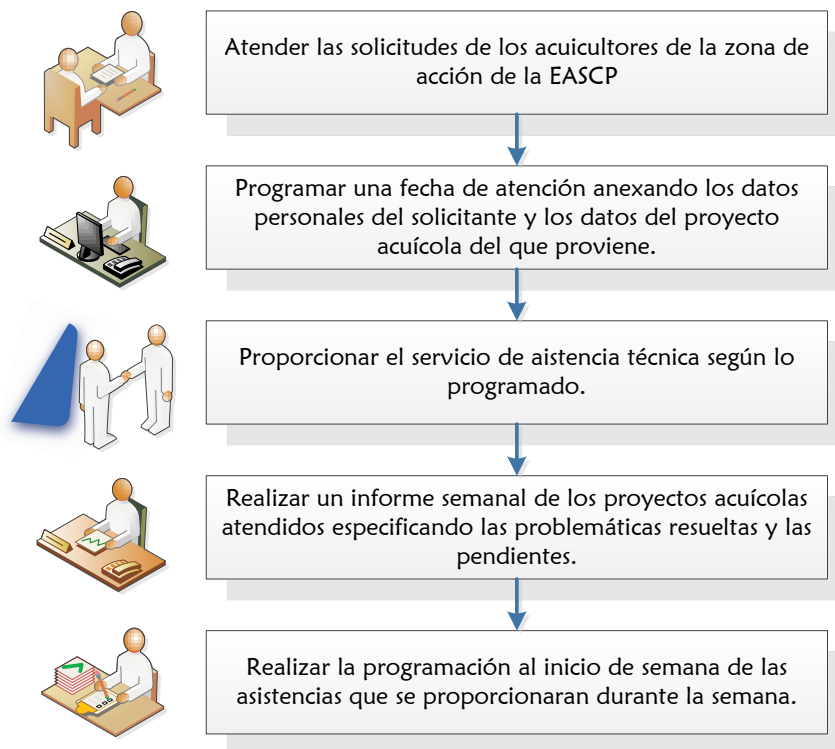 Atender las solicitudes de los acuicultores de la zona de
acción de la EASCP
Programar una fecha de atención anexando los datos
personales del solicitante y los datos del proyecto
acuícola del que proviene.
Proporcionar el servicio de aistencia técnica según lo
programado.
Realizar un informe semanal de los proyectos acuícolas
atendidos especificando las problemáticas resueltas y las
pendientes.
Realizar la programación al inicio de semana de las
asistencias que se proporcionaran durante la semana.